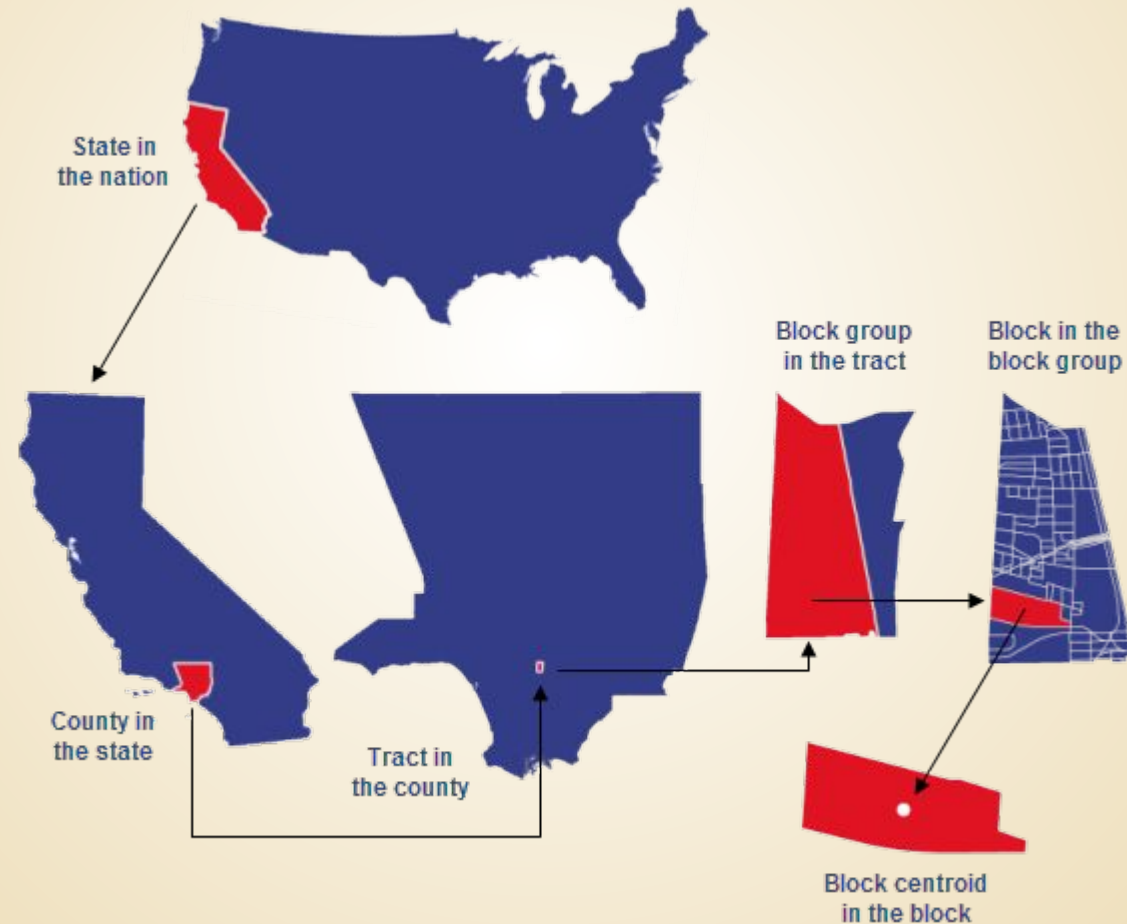 State in
the nation
Block group
in the tract
Block in the
block group
County in
the state
Tract in
the county
Block centroid
in the block